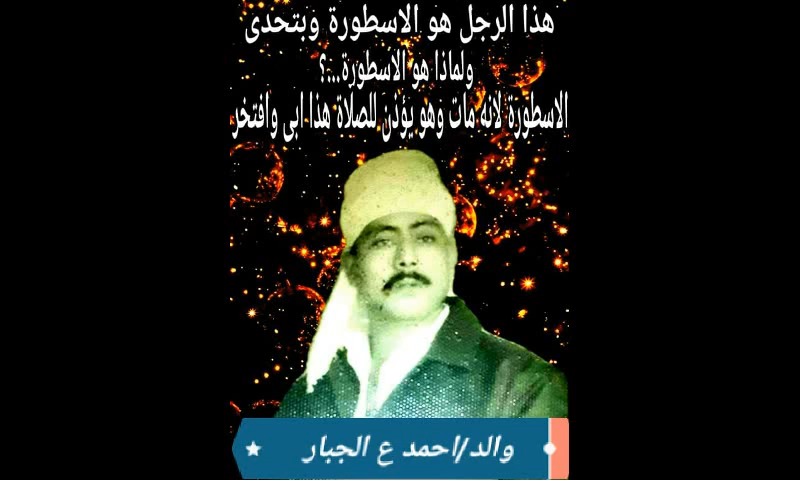 هذا الرجل هو الاسطورة وبتحدى
ولماذا هو الاسطورة...؟
الاسطورة لانه مات وهو يؤذن للصلاة هذا ابى وافتخر
والد/احمد ع الجبار